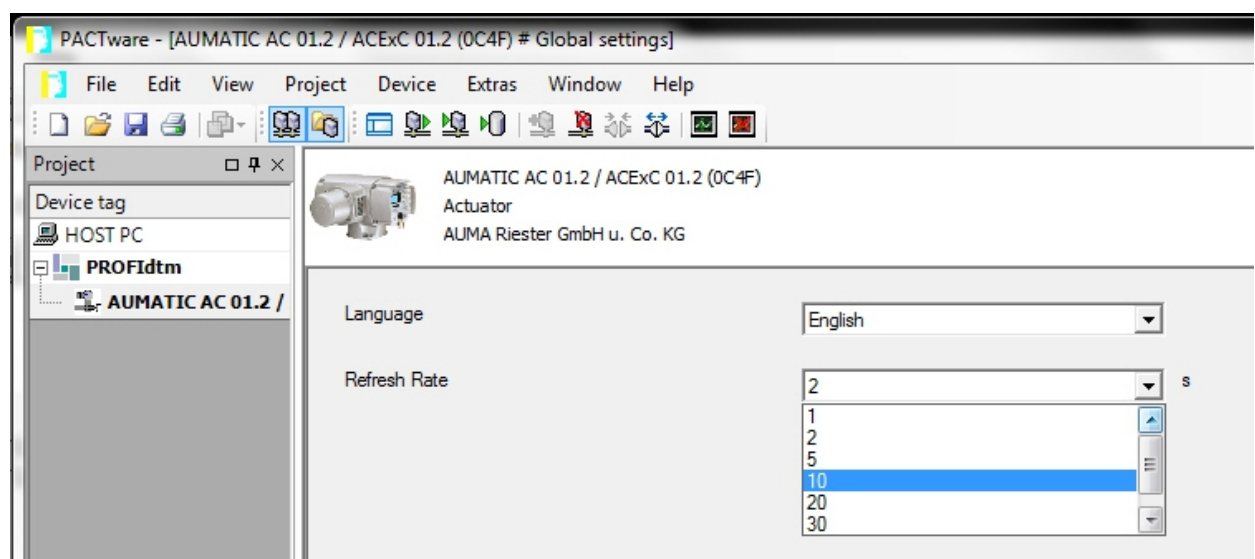 PACTware - [AUMATIC AC 01.2 / ACExC 01.2 (0C4F) # Global settings]
File Edit View Project Device Extras Window Help
Project
Device tag
HOST PC
PROFIdtm
AUMATIC AC 01.2 /
AUMATIC AC 01.2 / ACExC 01.2 (0C4F)
Actuator
AUMA Riester GmbH u. Co. KG
Language English
Refresh Rate 2 s
1
2
5
10
20
30